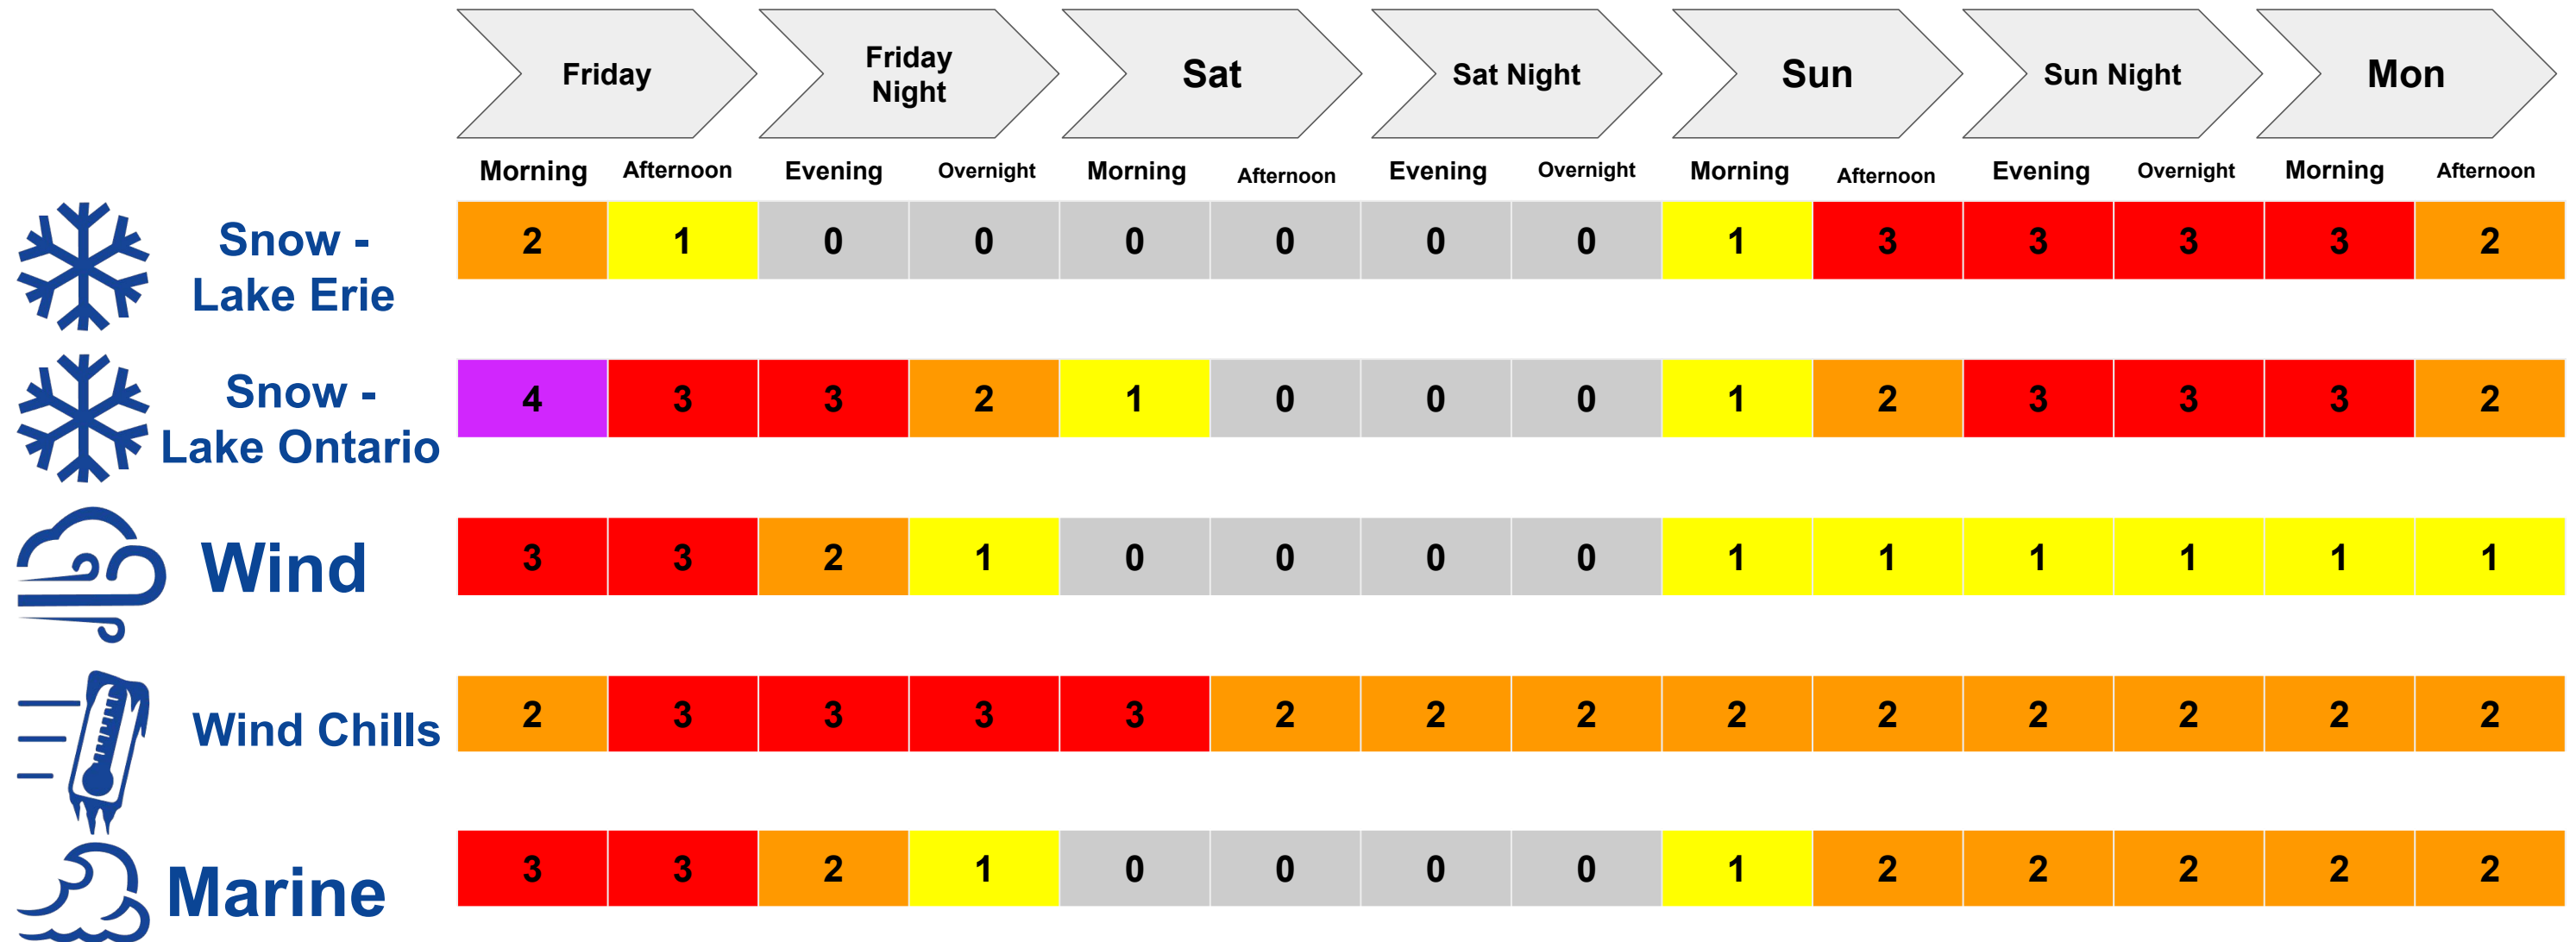 Friday
Friday
Night
Sat
Sat Night
Sun
Sun Night
Mon
Morning Afternoon Evening Overnight Morning Afternoon Evening Overnight Morning Afternoon Evening Overnight Morning Afternoon
Snow -
Lake Erie
2 1 0 0 0 0 0 0 1 3 3 3 3 2
Snow -
Lake Ontario
4 3 3 2 1 0 0 0 1 2 3 3 3 2
Wind
3 3 2 1 0 0 0 0 1 1 1 1 1 1
Wind Chills
2 3 3 3 3 2 2 2 2 2 2 2 2 2
Marine
3 3 2 1 0 0 0 0 1 2 2 2 2 2